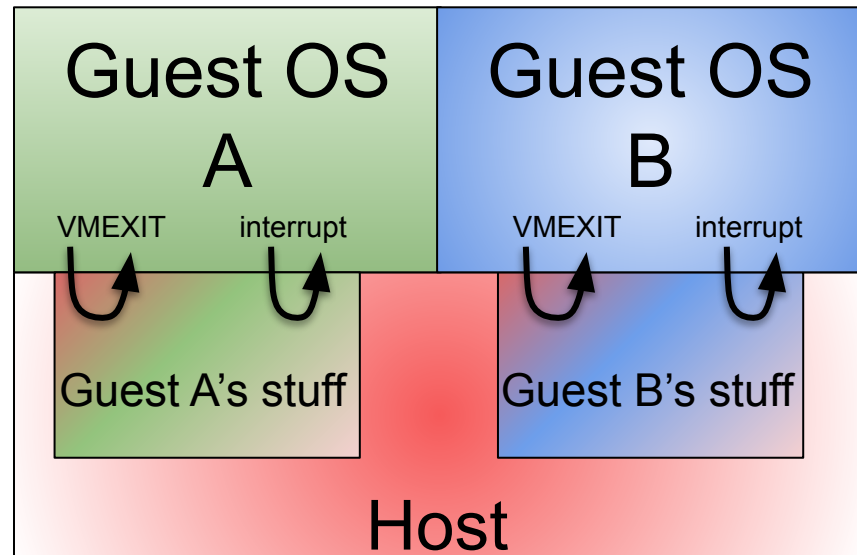 Guest OS
A
Guest OS
B
VMEXIT
interrupt
VMEXIT
interrupt
Guest A’s stuff
Guest B’s stuff
Host